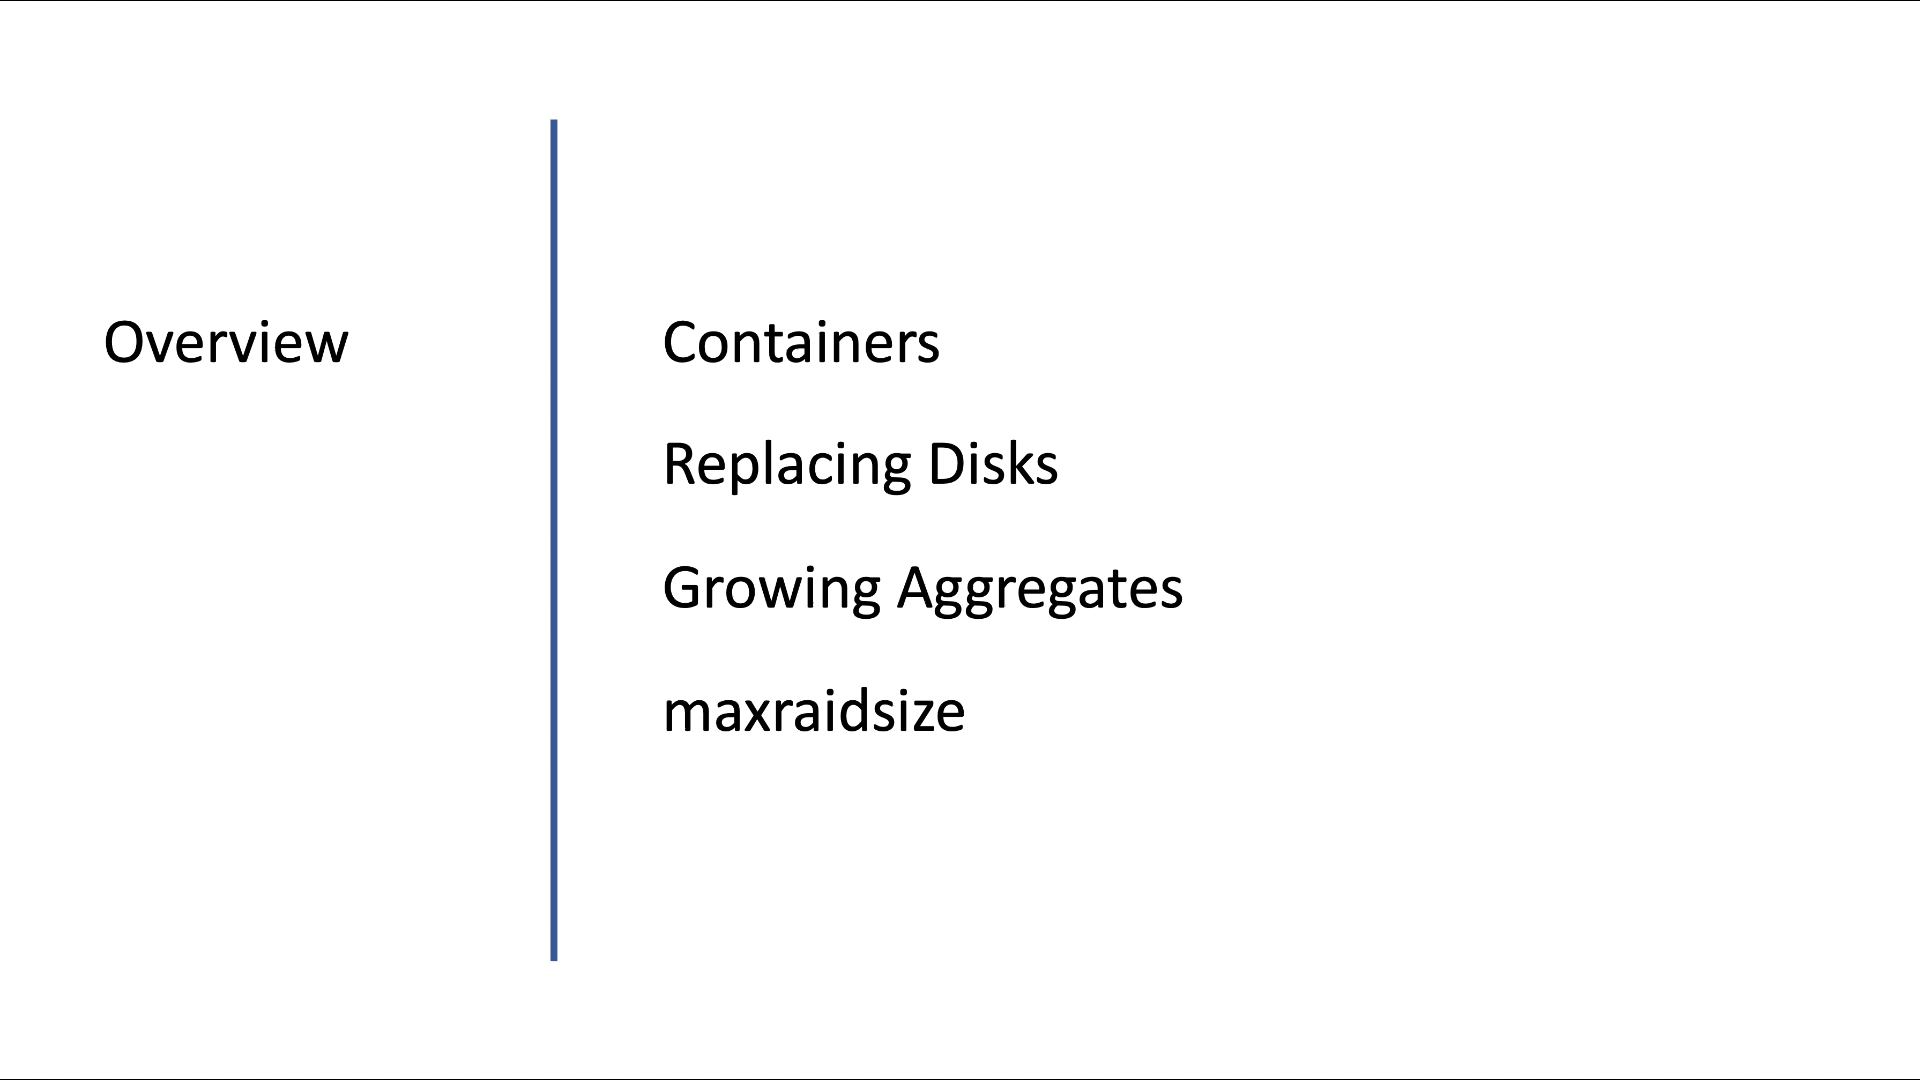 Overview
Containers
Replacing Disks
Growing Aggregates
maxraidsize